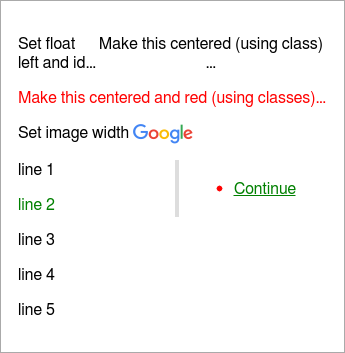 Set float
left and id...
Make this centered (using class)
...
Make this centered and red (using classes)...
Set image width Google
line 1
line 2
line 3
line 4
line 5
Continue